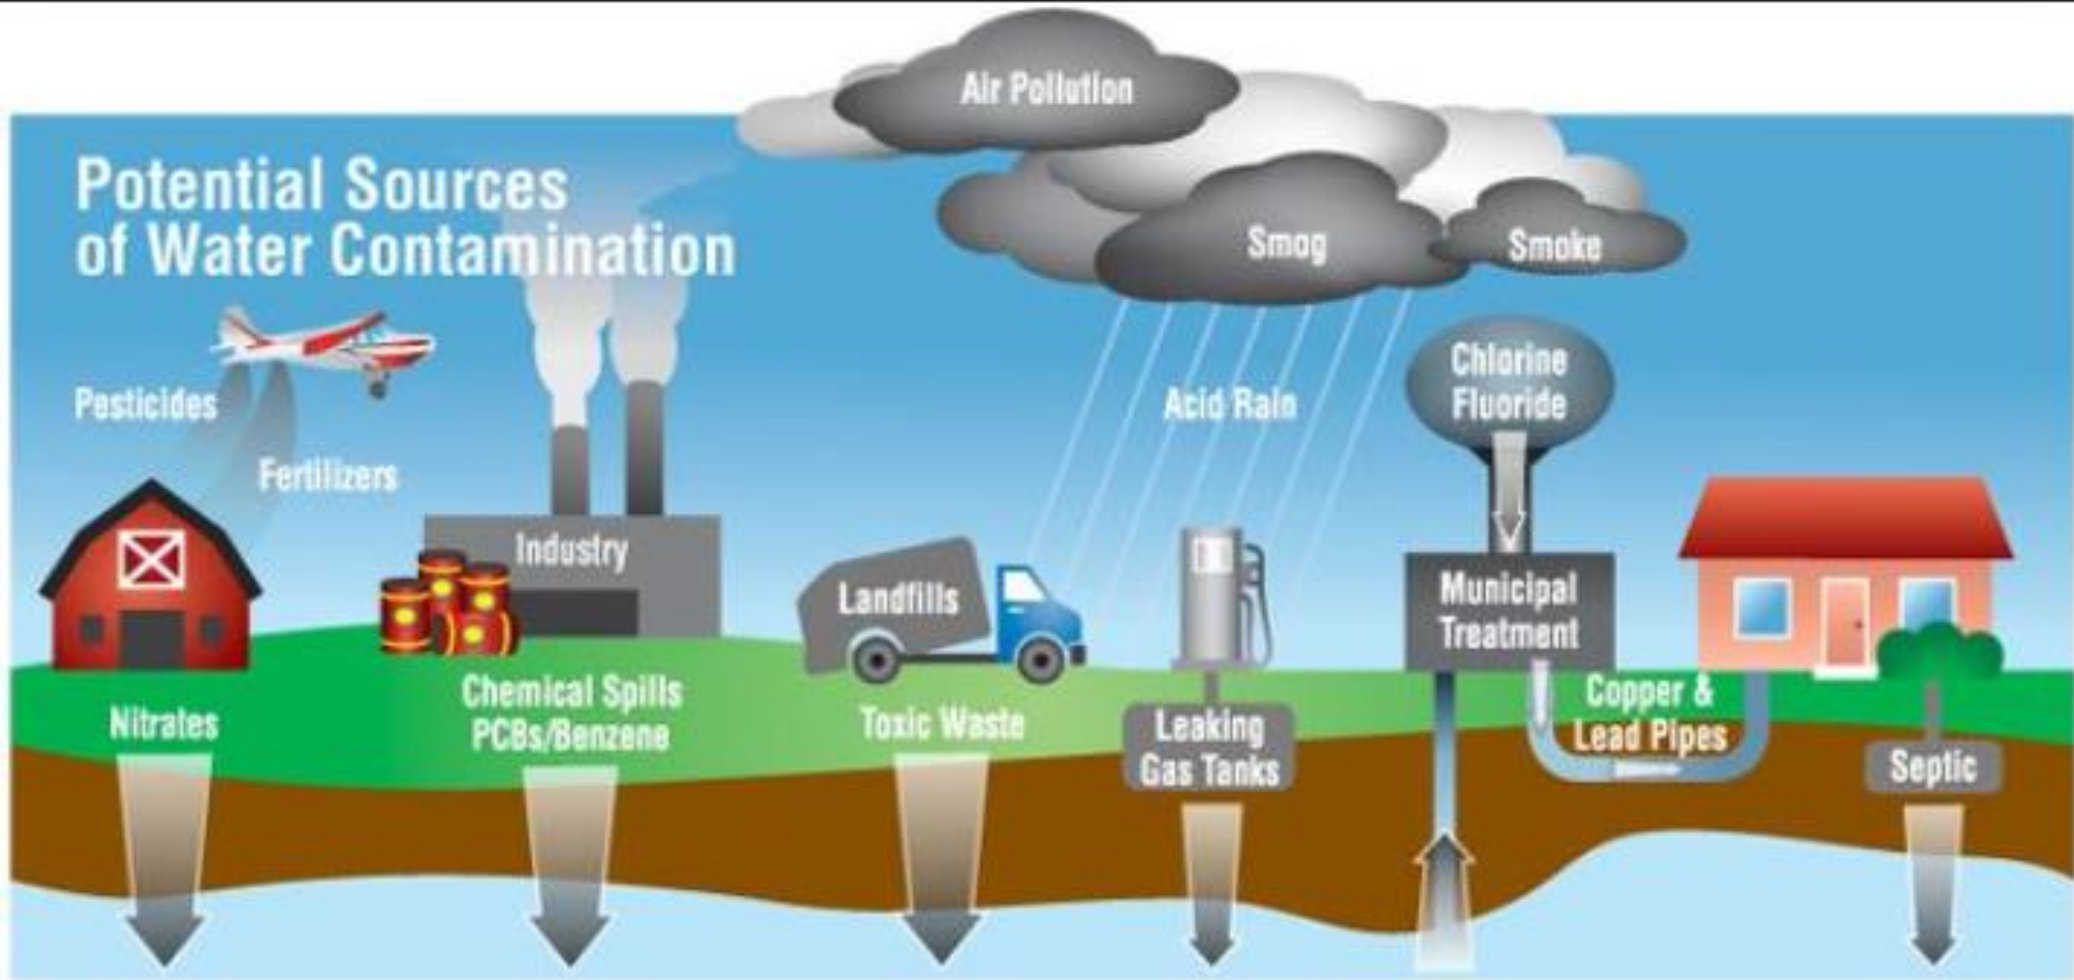 Air Pollution
Potential Sources
of Water Contamination
Smog
Smoke
Pesticides
Fertilizers
Acid Rain
Chlorine
Fluoride
Industry
Landfills
Municipal
Treatment
Nitrates
Chemical Spills
PCBs/Benzene
Toxic Waste
Leaking
Gas Tanks
Copper &
Lead Pipes
Septic